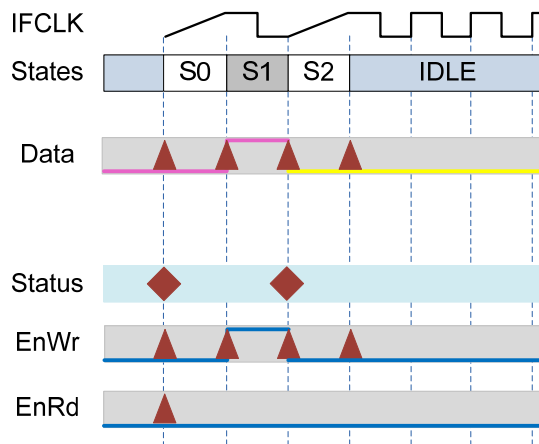 IFCLK
States S0 S1 S2 IDLE
Data
Status
EnWr
EnRd